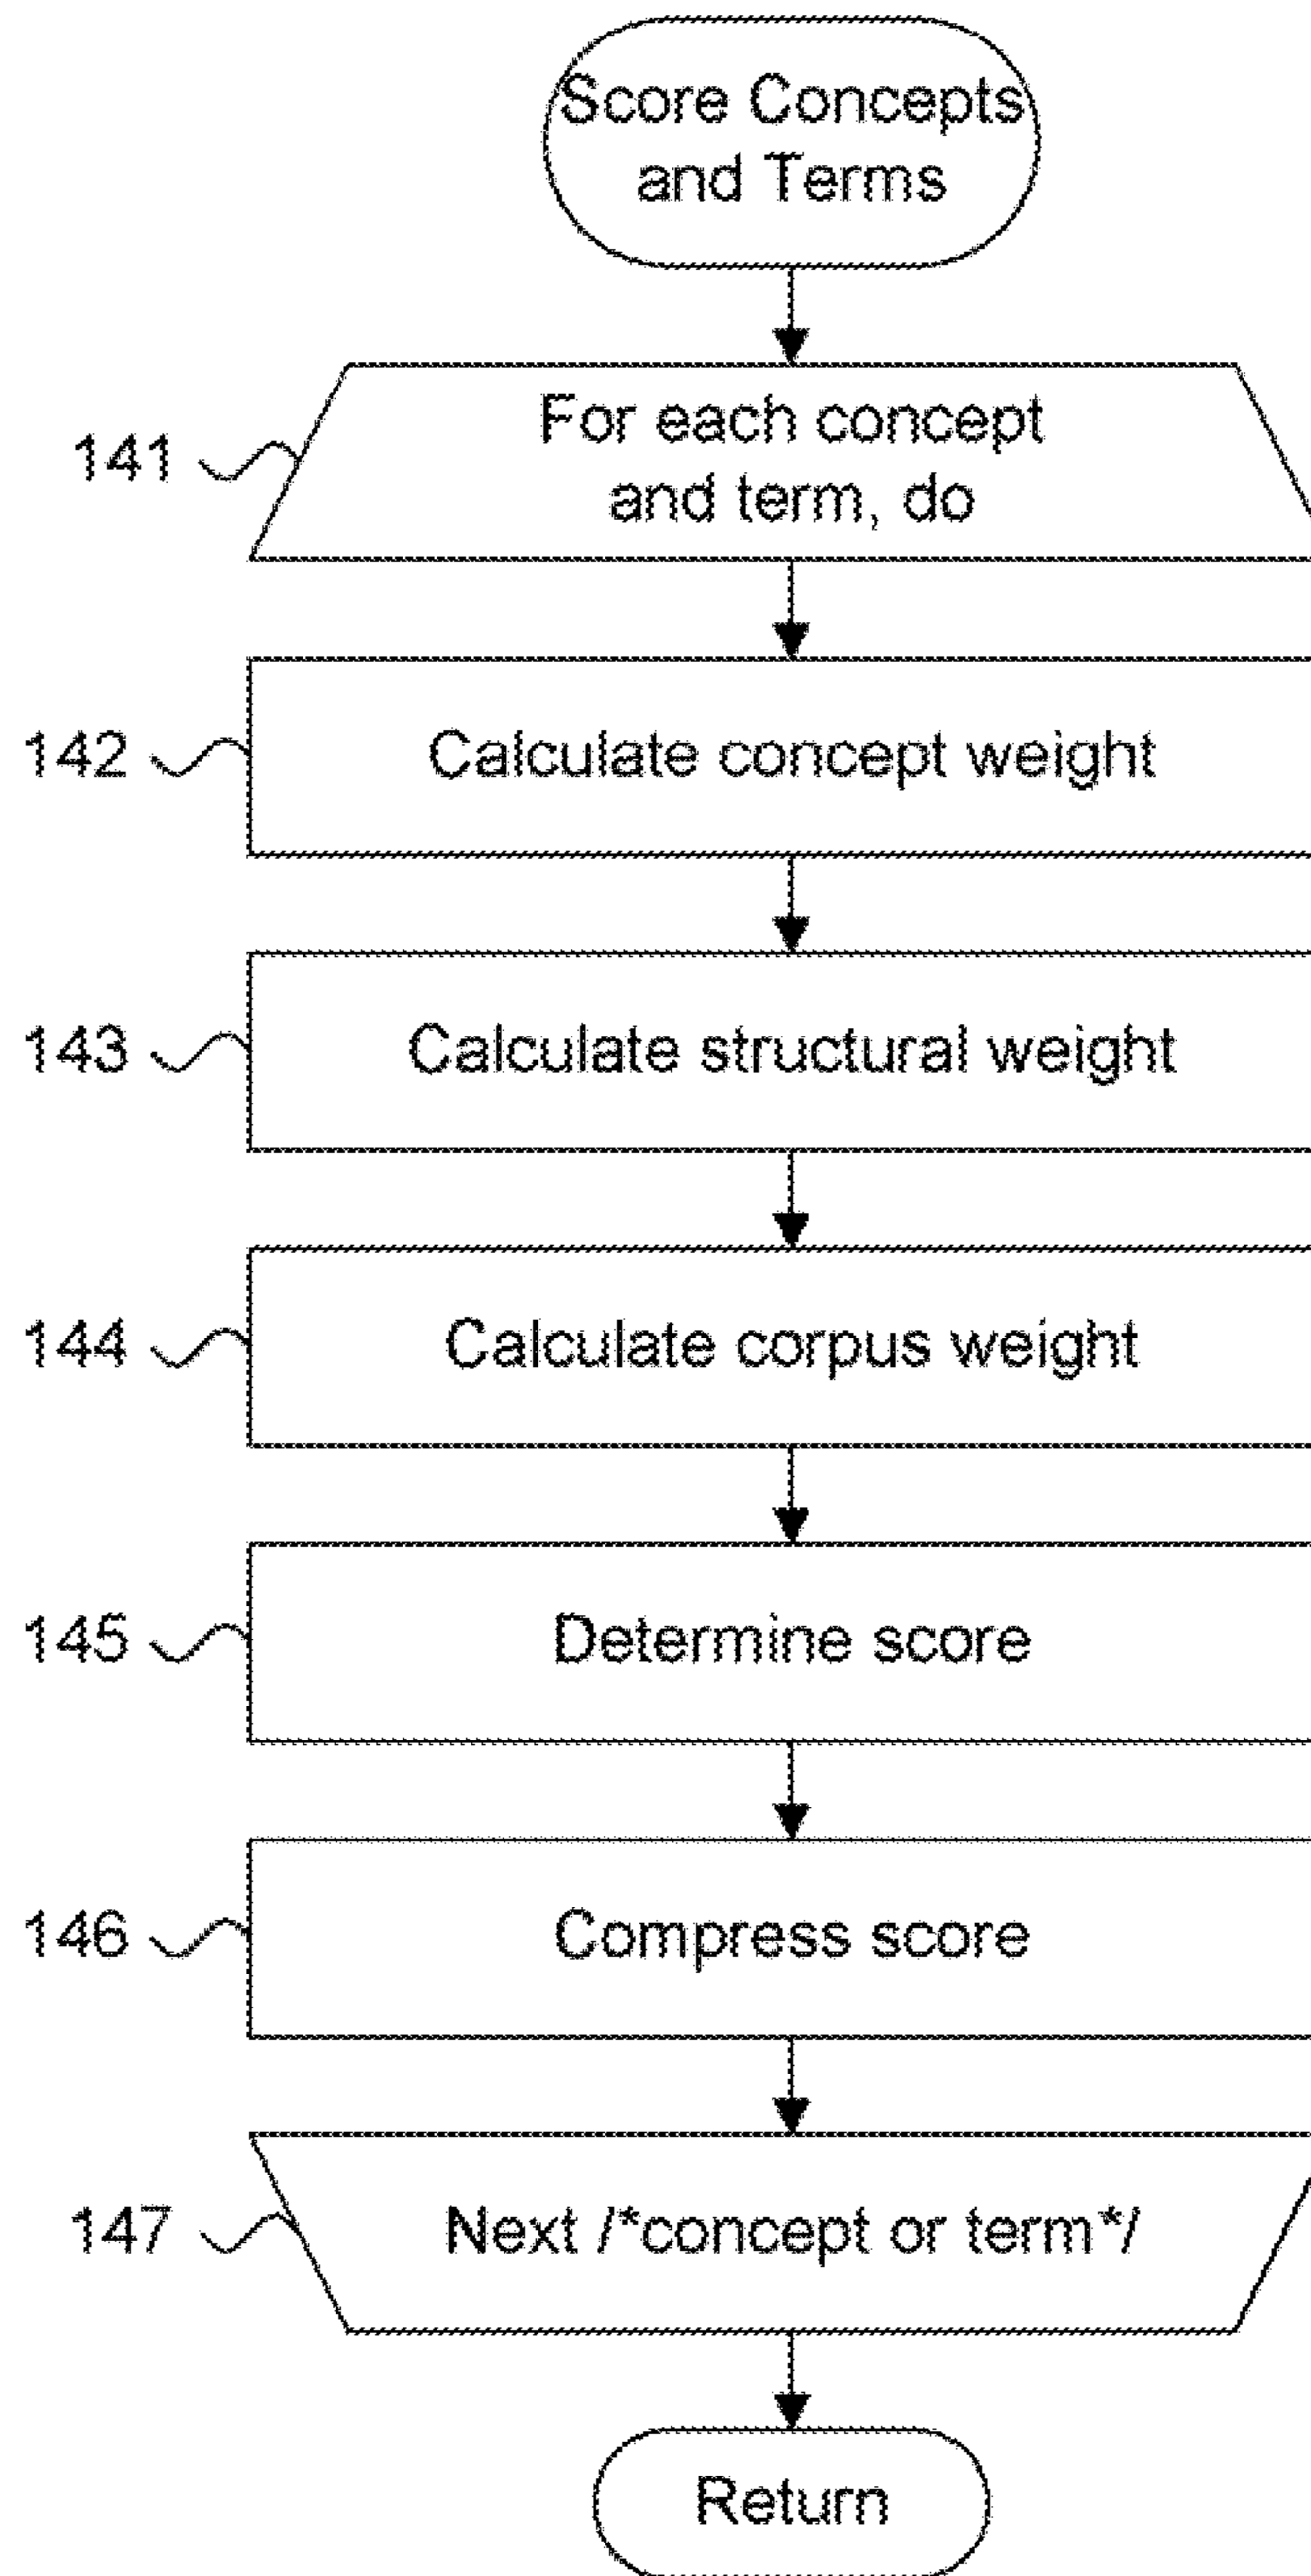 Score Concepts
and Terms
141
For each concept
and term, do
142
Calculate concept weight
143
Calculate structural weight
144
Calculate corpus weight
145
Determine score
146
Compress score
147
Next /*concept or term*/
Return